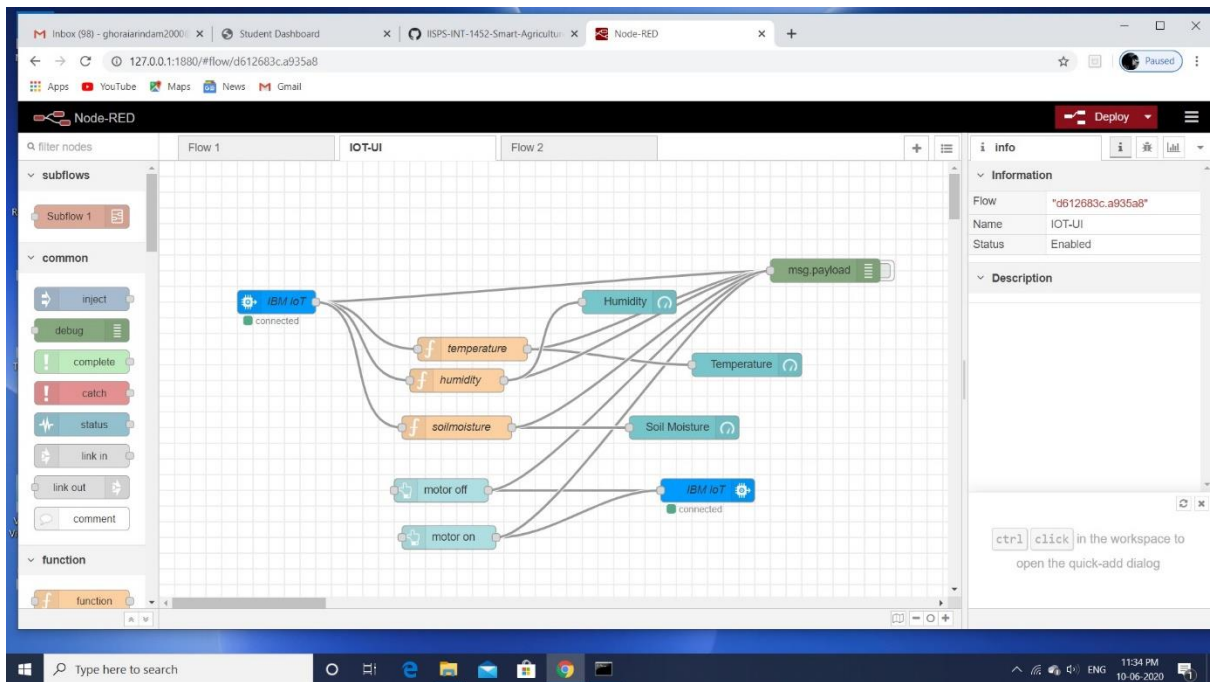 Inbox (98) - ghoraiarindam2000
Student Dashboard
IISPS-INT-1452-Smart-Agricultur
Node-RED
127.0.0.1:1880/#flow/d612683c.a935a8
Paused
Apps YouTube Maps News Gmail
Node-RED
Deploy
filter nodes
Flow 1
IOT-UI
Flow 2
i info
subflows
Subflow 1
common
inject
debug
complete
catch
status
link in
link out
comment
function
function
IBM IoT
connected
temperature
humidity
soilmoisture
motor off
motor on
Humidity
Temperature
Soil Moisture
msg.payload
IBM IoT
connected
Information
Flow "d612683c.a935a8"
Name IOT-UI
Status Enabled
Description
ctrl click in the workspace to
open the quick-add dialog
Type here to search
ENG
11:34 PM
10-06-2020